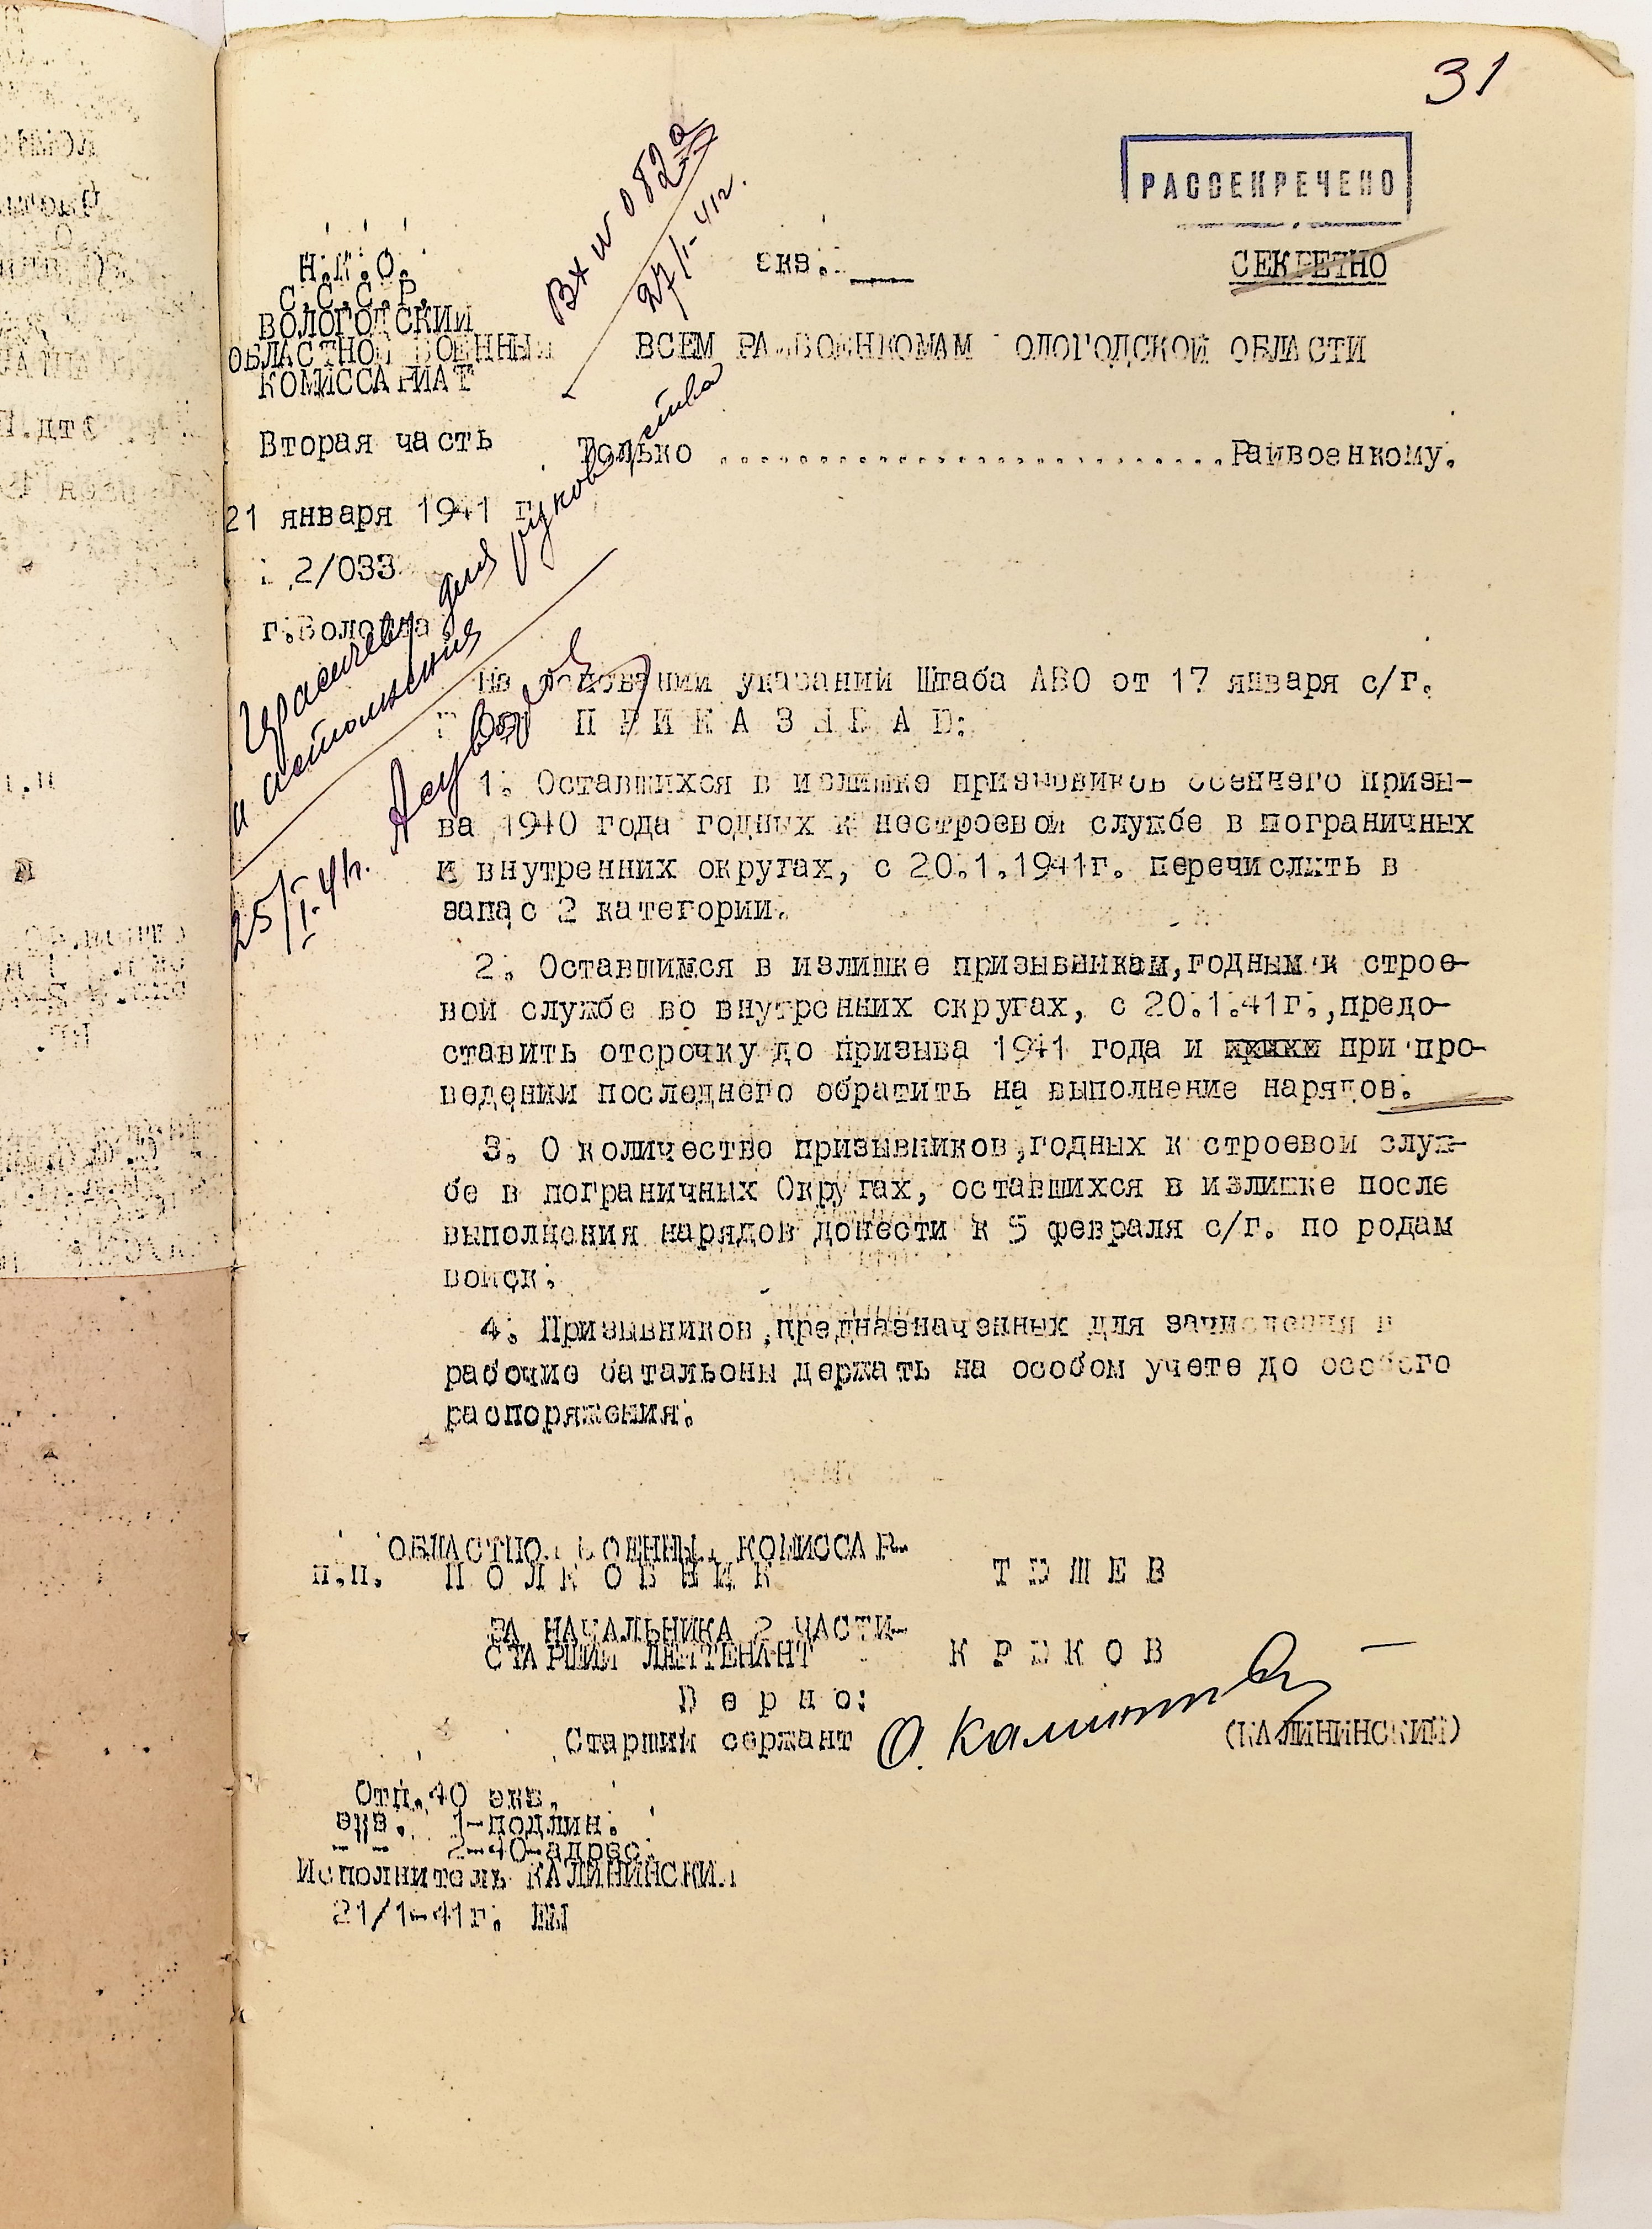 31
РАССЕКРЕЧЕНО
СЕКРЕТНО
экз.
Вх N 082
27/I-41г.
Н.К.О.
С.С.С.Р.
ВОЛОГОДСКИЙ
ОБЛАСТНОЙ ВОЕННЫЙ
КОМИССАРИАТ
ВСЕМ РАЙВОЕНКОМАМ ВОЛОГОДСКОЙ ОБЛАСТИ
Вторая часть
Только ..............................Райвоенкому.
21 января 1941 г.
2/033
г.Вологда
для руководства
и исполнения
25/I-41г.
На основании указаний Штаба АВО от 17 января с/г.
П Р И К А З Ы В А Ю:
1. Оставшихся в излишке призывников осеннего призы-
ва 1940 года годных к нестроевой службе в пограничных
и внутренних округах, с 20.1.1941г. перечислить в
запас 2 категории.
2. Оставшимся в излишке призывникам,годным к строе-
вой службе во внутренних округах, с 20.1.41г.,предо-
ставить отсрочку до призыва 1941 года и при про-
ведении последнего обратить на выполнение нарядов.
3. О количестве призывников,годных к строевой служ-
бе в пограничных Округах, оставшихся в излишке после
выполнения нарядов донести к 5 февраля с/г. по родам
войск.
4. Призывников,предназначенных для зачисления в
рабочие батальоны держать на особом учете до особого
распоряжения.
ОБЛАСТНОЙ ВОЕННЫЙ КОМИССАР-
п.п. П О Л К О В Н И К Т Ю Ш Е В
ЗА НАЧАЛЬНИКА 2 ЧАСТИ-
СТАРШИЙ ЛЕЙТЕНАНТ К Р Ю К О В
В е р н о:
Старший сержант (КАЛИНИНСКИЙ)
Отп.40 экз.
экз. 1-подлин.
- - 2-40-адрес.
Исполнитель КАЛИНИНСКИЙ
21/1-41г. ЕМ